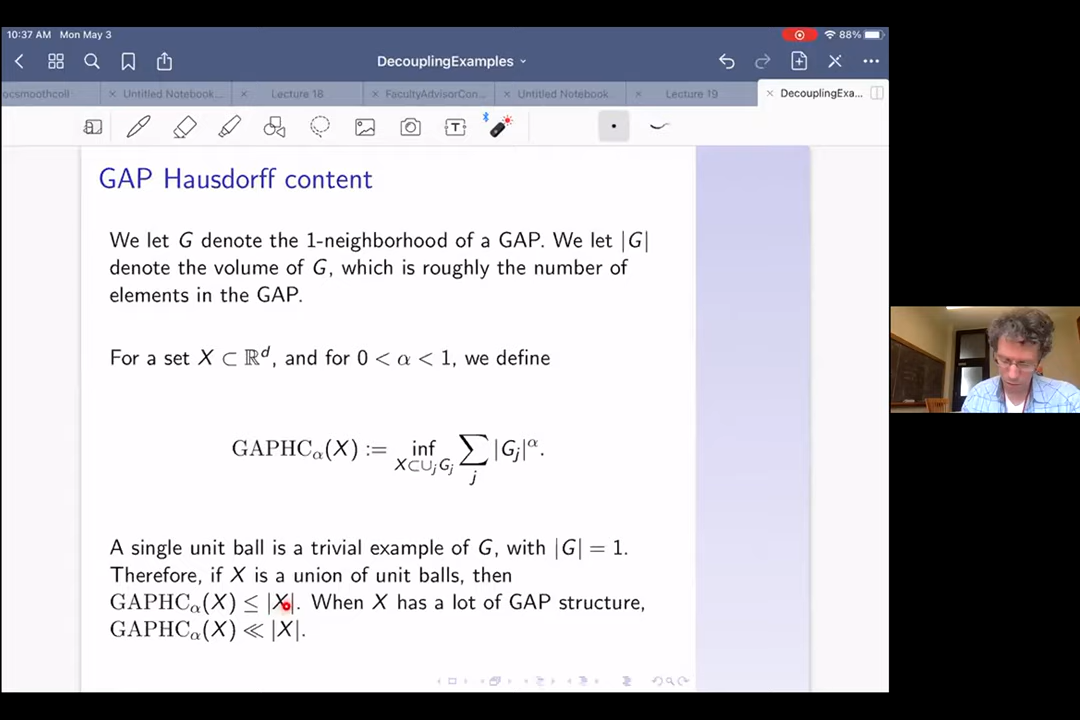 10:37 AM Mon May 3
88%
DecouplingExamples
ocsmoothcoll
Untitled Notebook...
Lecture 18
FacultyAdvisorCon...
Untitled Notebook
Lecture 19
DecouplingExa...
GAP Hausdorff content
We let G denote the 1-neighborhood of a GAP. We let |G|
denote the volume of G, which is roughly the number of
elements in the GAP.
For a set X ⊂ ℝᵈ, and for 0 < α < 1, we define
GAPHC_α(X) := inf_{X⊂∪_j G_j} ∑_j |G_j|^α.
A single unit ball is a trivial example of G, with |G| = 1.
Therefore, if X is a union of unit balls, then
GAPHC_α(X) ≤ |X|. When X has a lot of GAP structure,
GAPHC_α(X) ≪ |X|.